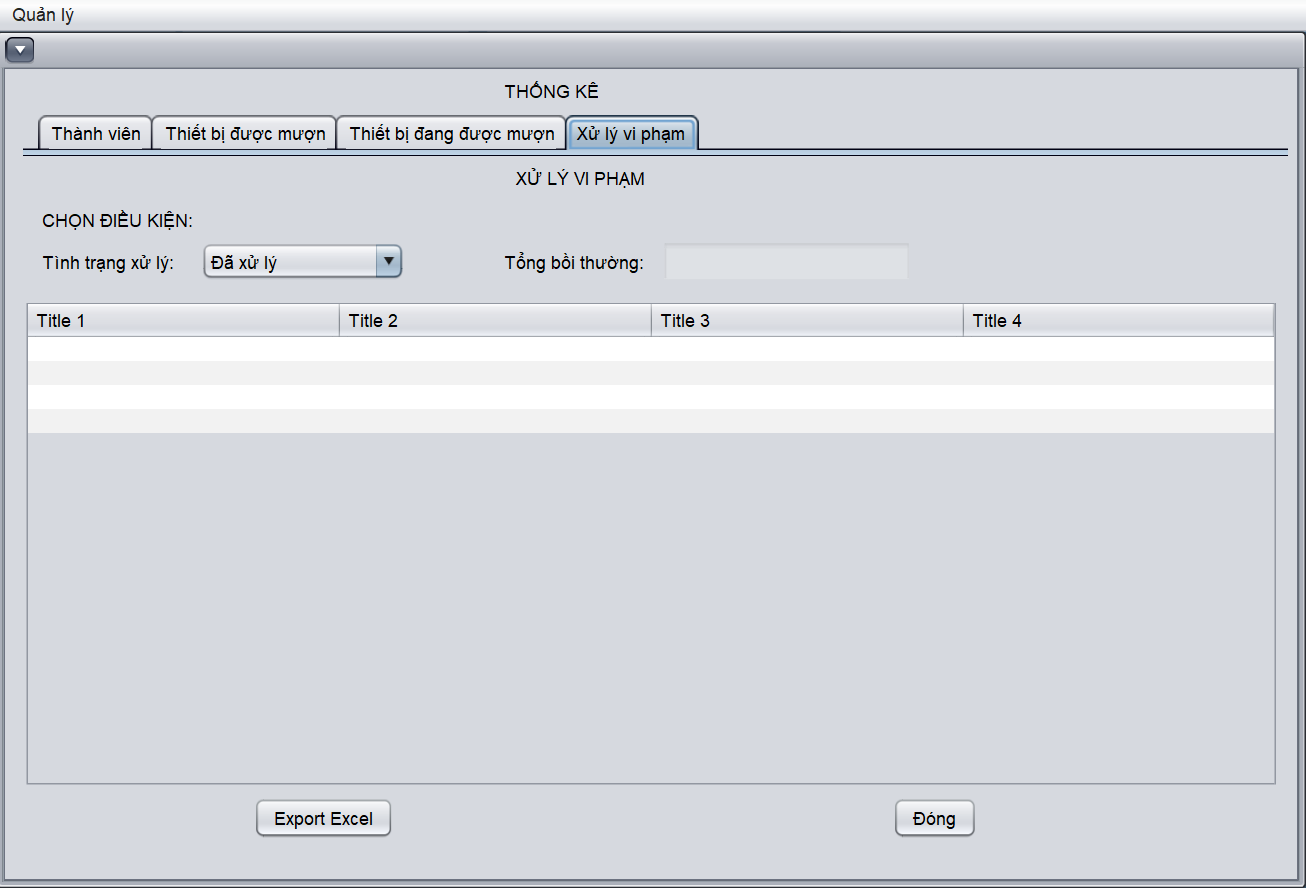 Quản lý
THỐNG KÊ
Thành viên Thiết bị được mượn Thiết bị đang được mượn Xử lý vi phạm
XỬ LÝ VI PHẠM
CHỌN ĐIỀU KIỆN:
Tình trạng xử lý: Đã xử lý Tổng bồi thường:
Title 1 Title 2 Title 3 Title 4
Export Excel Đóng